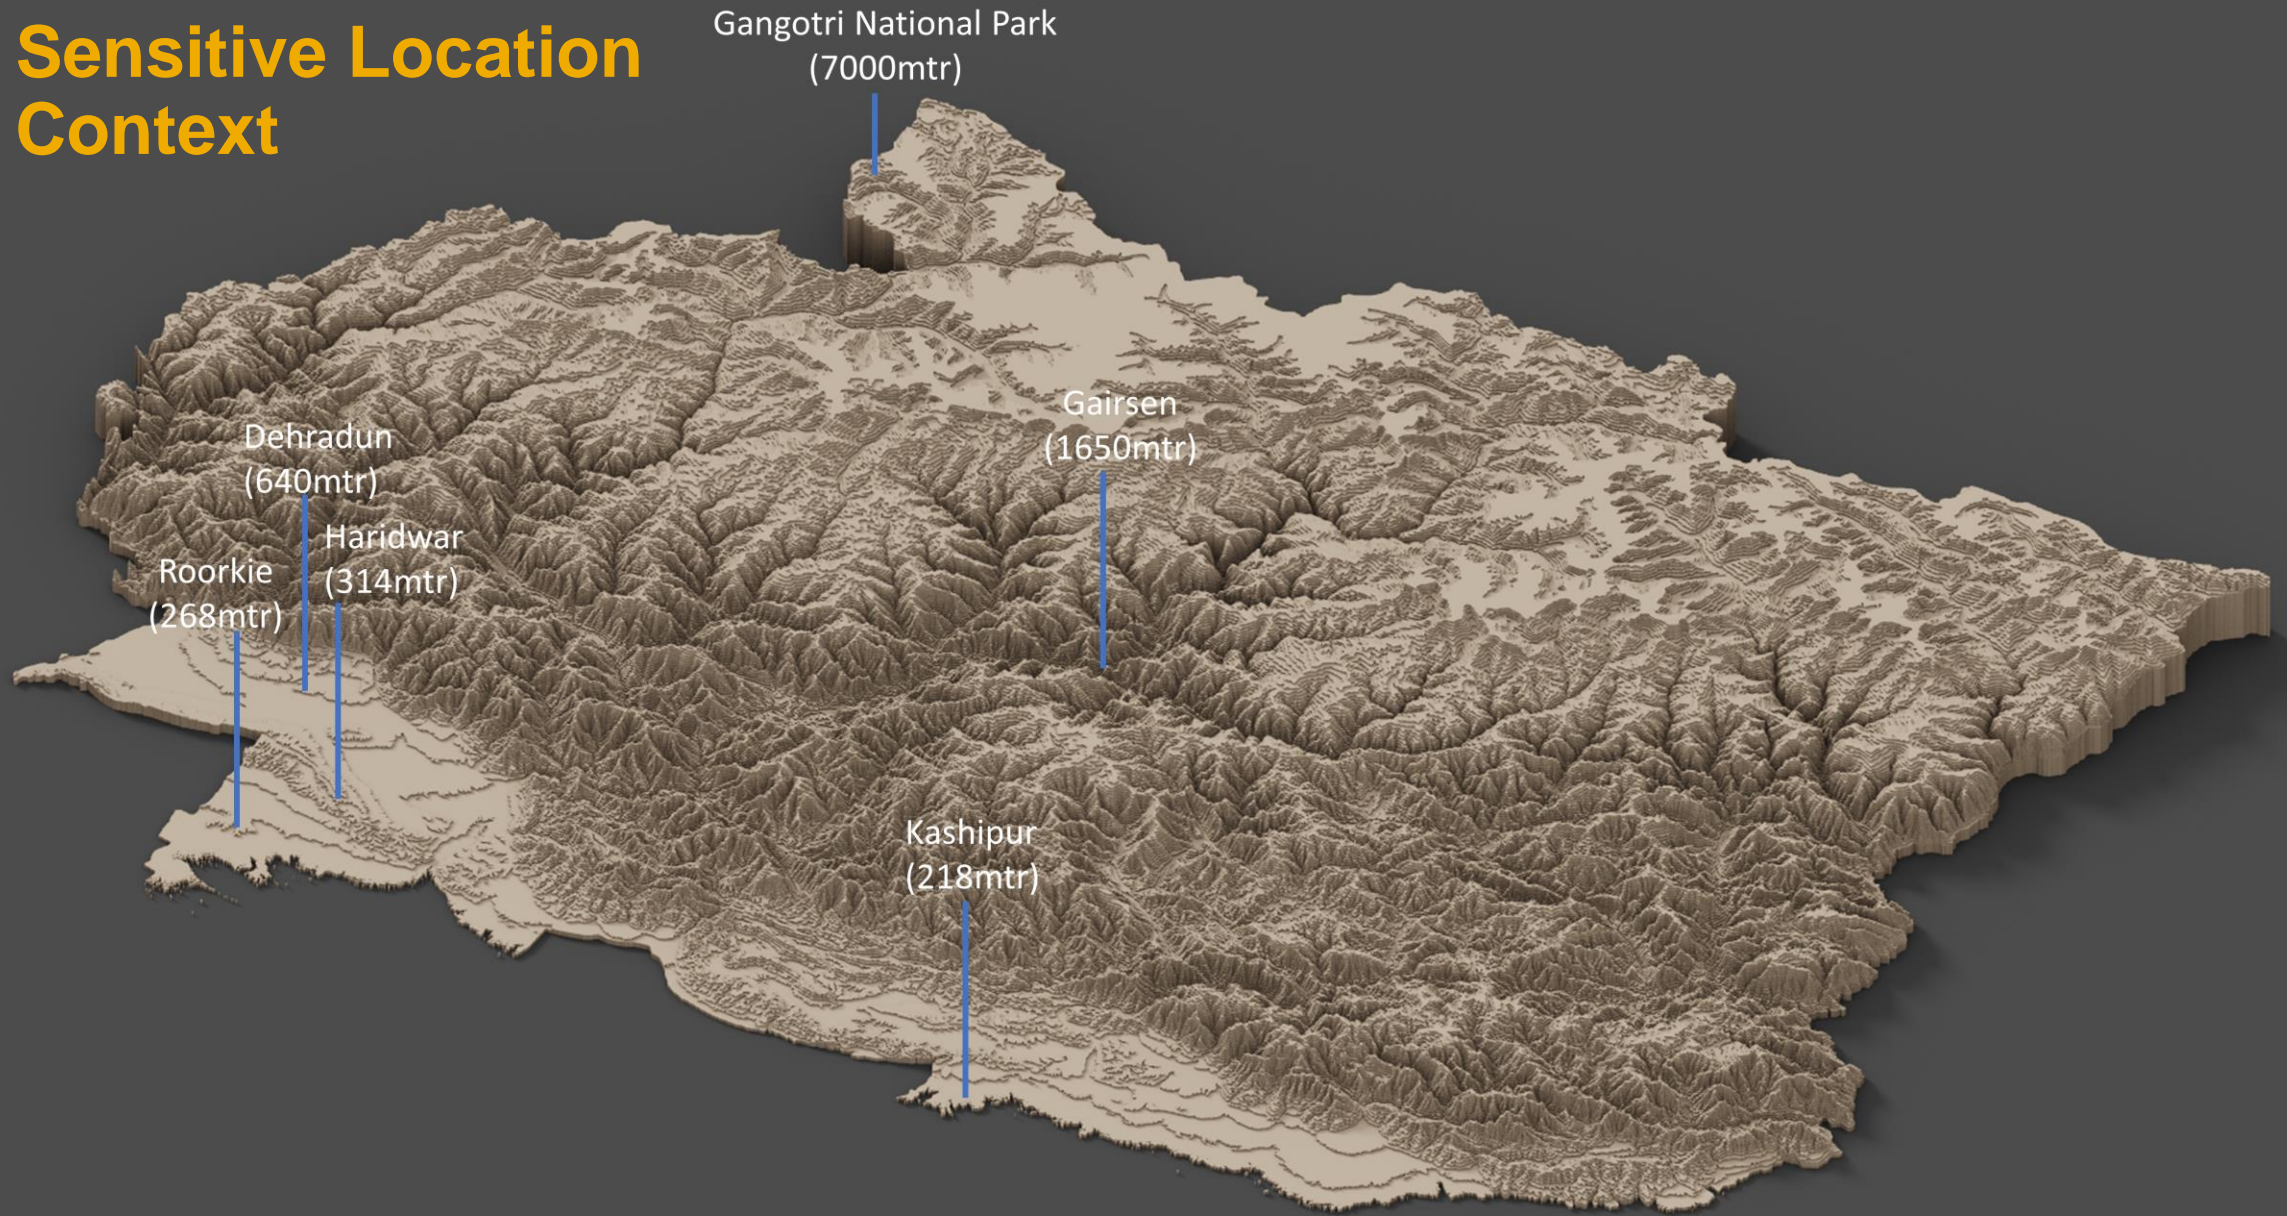 Sensitive Location
Context
Gangotri National Park
(7000mtr)
Gairsen
(1650mtr)
Dehradun
(640mtr)
Haridwar
(314mtr)
Roorkie
(268mtr)
Kashipur
(218mtr)